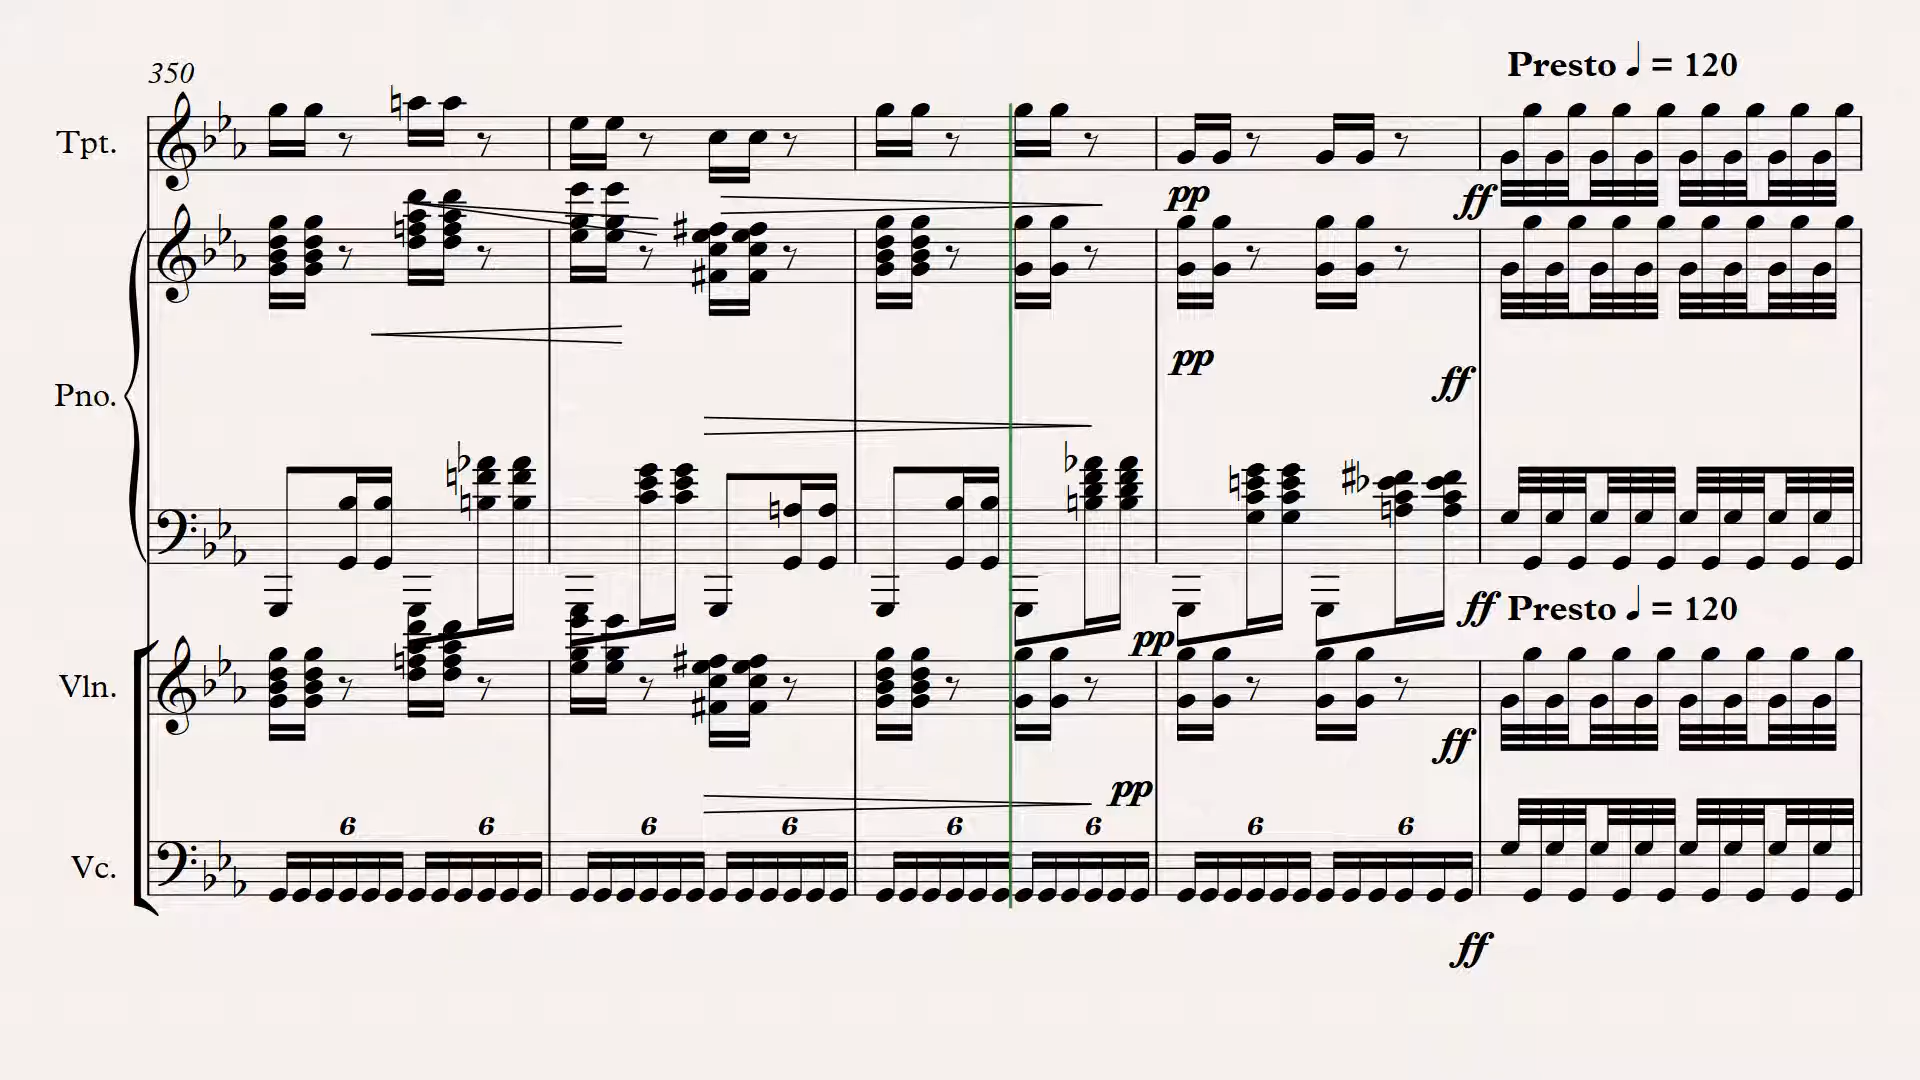 350
Presto ♩ = 120
Tpt.
pp ff
Pno.
pp ff
ff Presto ♩ = 120
pp
Vln.
ff
pp
6 6 6 6 6 6 6 6
Vc.
ff